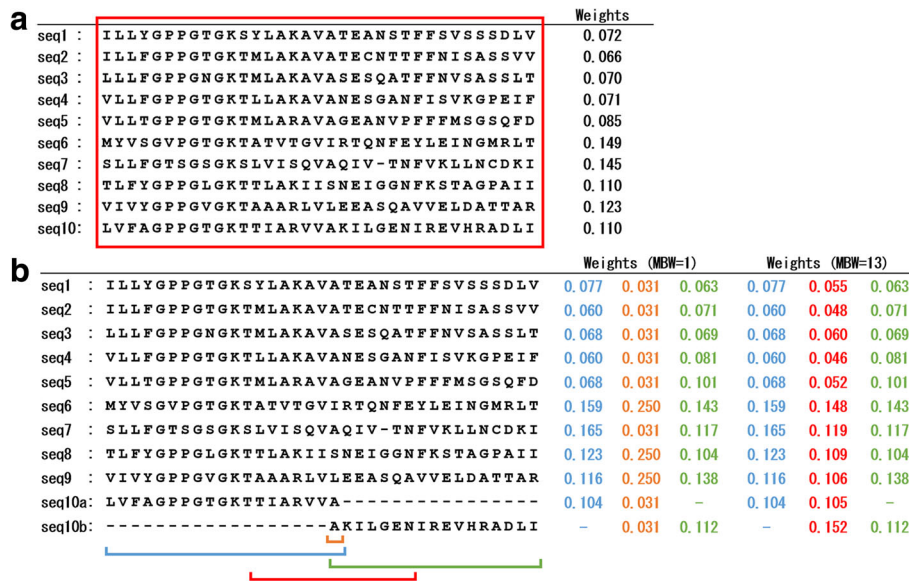 a
Weights
seq1 : ILLYGPPGTGKSYLAKAVATEANSTFFSVSSSDLV 0.072
seq2 : ILLFGPPGTGKTMLAKAVATECNTTFFNISASSVV 0.066
seq3 : LLLFGPPGNGKTMLAKAVAAESQATFFNVSASSLT 0.070
seq4 : VLLFGPPGTGKTLLAKAVANESGANFISVKGPEIF 0.071
seq5 : VLLTGPPGTGKTMLARAVAGEANVPFFFMSGSQFD 0.085
seq6 : MYVSGVPGTGKTATVTGVIRTQNFEYLEINGMRLT 0.149
seq7 : SLLFGTSGSGKSLVISQVAQIV-TNFVKLLNCDKI 0.145
seq8 : TLFYGPPGLGKTTLAKIISNEIGGNFKSTAGPAII 0.110
seq9 : VIVYGPPGVGKTAAARLVLEEASQAVVELDATTAR 0.123
seq10: LVFAGPPGTGKTTIARVVAKILGENIREVHRADLI 0.110
b
Weights (MBW=1) Weights (MBW=13)
seq1 : ILLYGPPGTGKSYLAKAVATEANSTFFSVSSSDLV 0.077 0.031 0.063 0.077 0.055 0.063
seq2 : ILLFGPPGTGKTMLAKAVATECNTTFFNISASSVV 0.060 0.031 0.071 0.060 0.048 0.071
seq3 : LLLFGPPGNGKTMLAKAVAAESQATFFNVSASSLT 0.068 0.031 0.069 0.068 0.060 0.069
seq4 : VLLFGPPGTGKTLLAKAVANESGANFISVKGPEIF 0.060 0.031 0.081 0.060 0.046 0.081
seq5 : VLLTGPPGTGKTMLARAVAGEANVPFFFMSGSQFD 0.068 0.031 0.101 0.068 0.052 0.101
seq6 : MYVSGVPGTGKTATVTGVIRTQNFEYLEINGMRLT 0.159 0.250 0.143 0.159 0.148 0.143
seq7 : SLLFGTSGSGKSLVISQVAQIV-TNFVKLLNCDKI 0.165 0.031 0.117 0.165 0.119 0.117
seq8 : TLFYGPPGLGKTTLAKIISNEIGGNFKSTAGPAII 0.123 0.250 0.104 0.123 0.109 0.104
seq9 : VIVYGPPGVGKTAAARLVLEEASQAVVELDATTAR 0.116 0.250 0.138 0.116 0.106 0.138
seq10a: LVFAGPPGTGKTTIARVVA---------------- 0.104 0.031 - 0.104 0.105 -
seq10b: ------------------AKILGENIREVHRADLI - 0.031 0.112 - 0.152 0.112